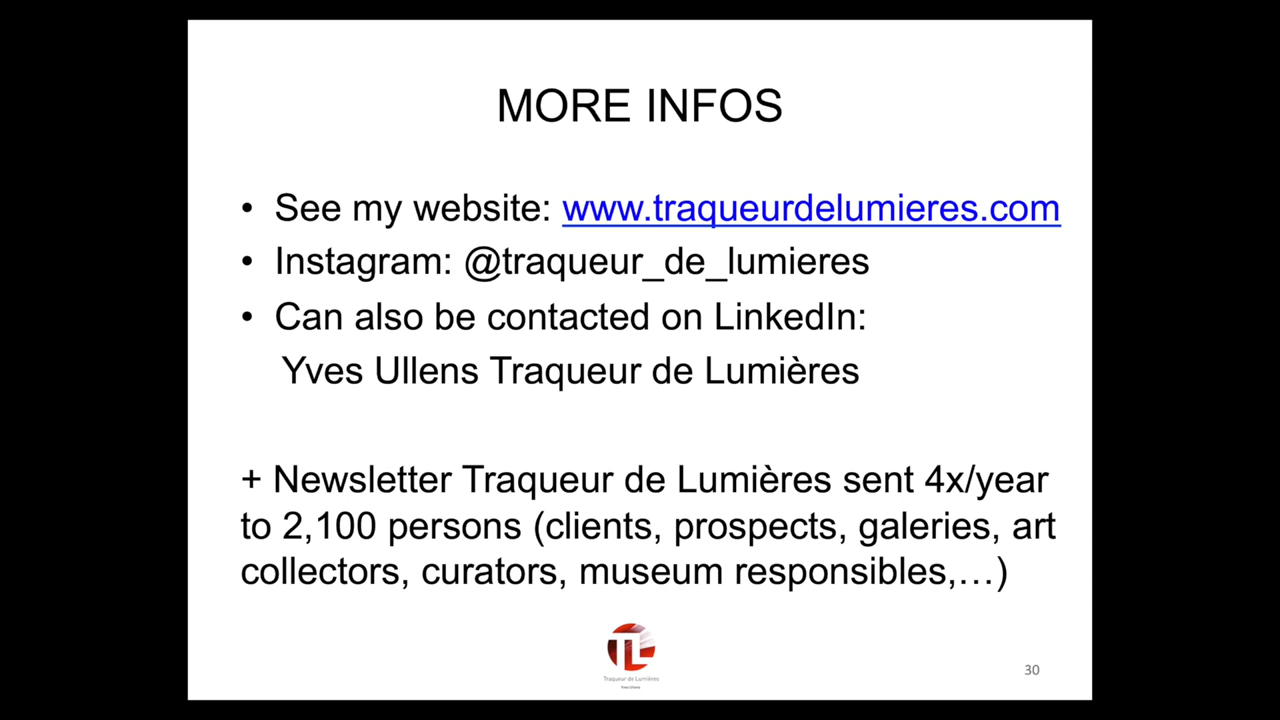 MORE INFOS
• See my website: www.traqueurdelumieres.com
• Instagram: @traqueur_de_lumieres
• Can also be contacted on LinkedIn:
Yves Ullens Traqueur de Lumières
+ Newsletter Traqueur de Lumières sent 4x/year
to 2,100 persons (clients, prospects, galeries, art
collectors, curators, museum responsibles,…)
TL
Traqueur de Lumières
Yves Ullens
30